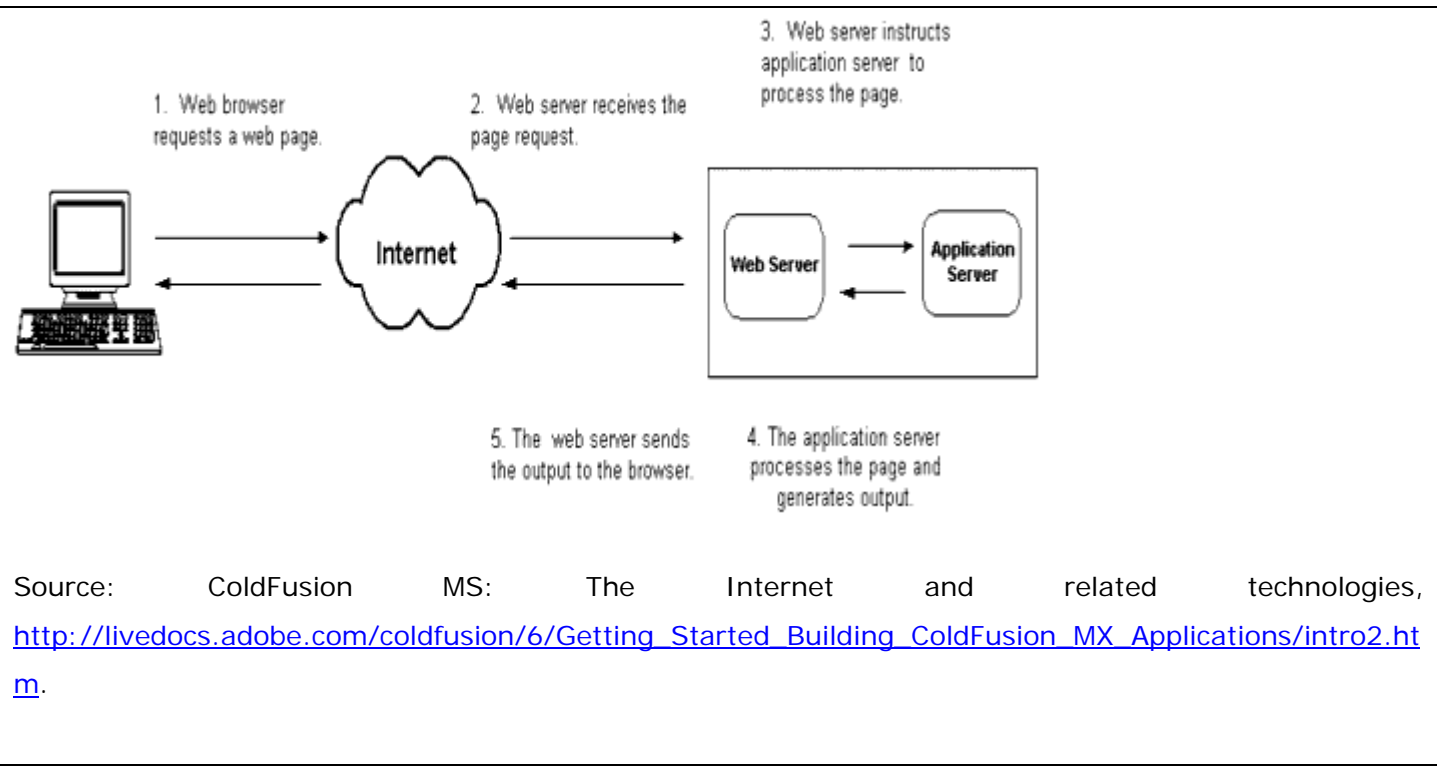 3. Web server instructs
application server to
process the page.
1. Web browser
requests a web page.
2. Web server receives the
page request.
Internet
Web Server
Application
Server
5. The web server sends
the output to the browser.
4. The application server
processes the page and
generates output.
Source: ColdFusion MS: The Internet and related technologies,
http://livedocs.adobe.com/coldfusion/6/Getting_Started_Building_ColdFusion_MX_Applications/intro2.ht
m.